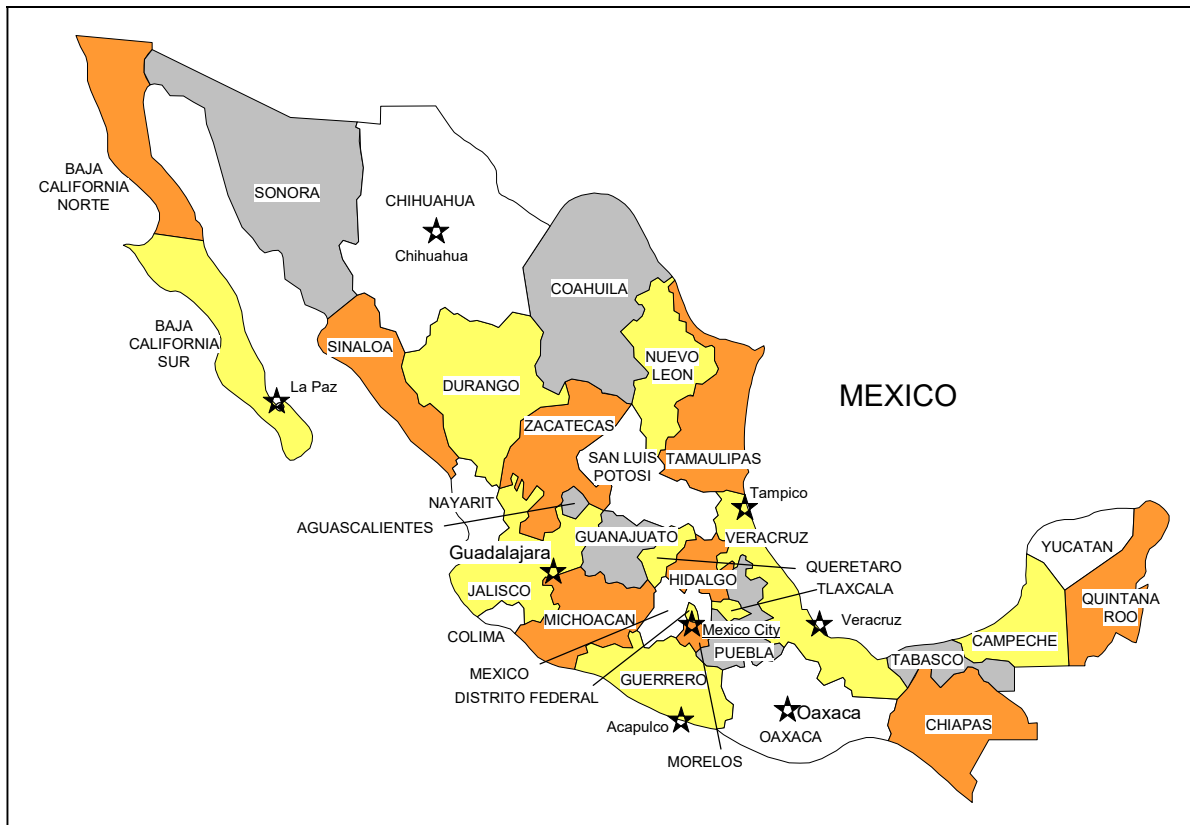 BAJA
CALIFORNIA
NORTE
SONORA
CHIHUAHUA
Chihuahua
COAHUILA
BAJA
CALIFORNIA
SUR
SINALOA
NUEVO
LEON
DURANGO
La Paz
MEXICO
ZACATECAS
SAN LUIS
POTOSI
TAMAULIPAS
NAYARIT
Tampico
AGUASCALIENTES
GUANAJUATO
VERACRUZ
YUCATAN
Guadalajara
QUERETARO
HIDALGO
TLAXCALA
JALISCO
QUINTANA
ROO
MICHOACAN
Veracruz
COLIMA
Mexico City
CAMPECHE
PUEBLA
TABASCO
MEXICO
GUERRERO
DISTRITO FEDERAL
Oaxaca
Acapulco
OAXACA
CHIAPAS
MORELOS